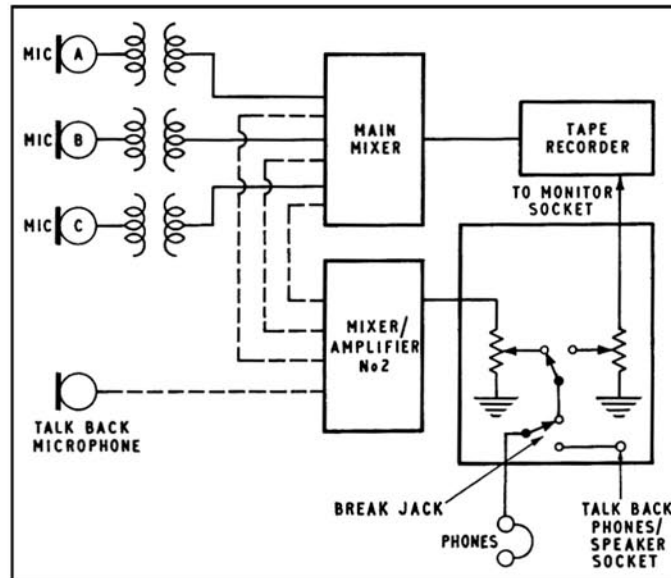 MIC A
MIC B
MIC C
MAIN
MIXER
TAPE
RECORDER
TO MONITOR
SOCKET
MIXER/
AMPLIFIER
No2
TALK BACK
MICROPHONE
BREAK JACK
PHONES
TALK BACK
PHONES/
SPEAKER
SOCKET